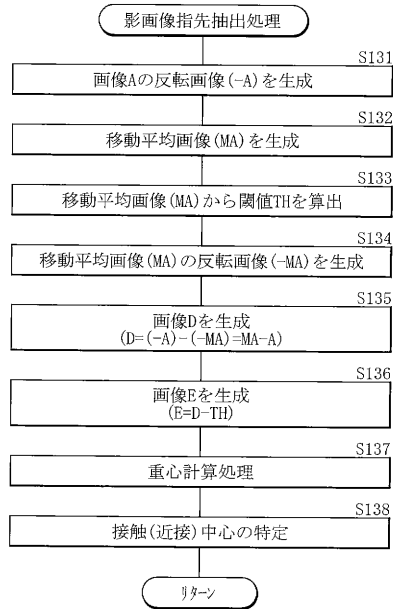 影画像指先抽出処理
S131
画像Aの反転画像(-A)を生成
S132
移動平均画像(MA)を生成
S133
移動平均画像(MA)から閾値THを算出
S134
移動平均画像(MA)の反転画像(-MA)を生成
S135
画像Dを生成
(D=(-A)-(-MA)=MA-A)
S136
画像Eを生成
(E=D-TH)
S137
重心計算処理
S138
接触(近接)中心の特定
リターン